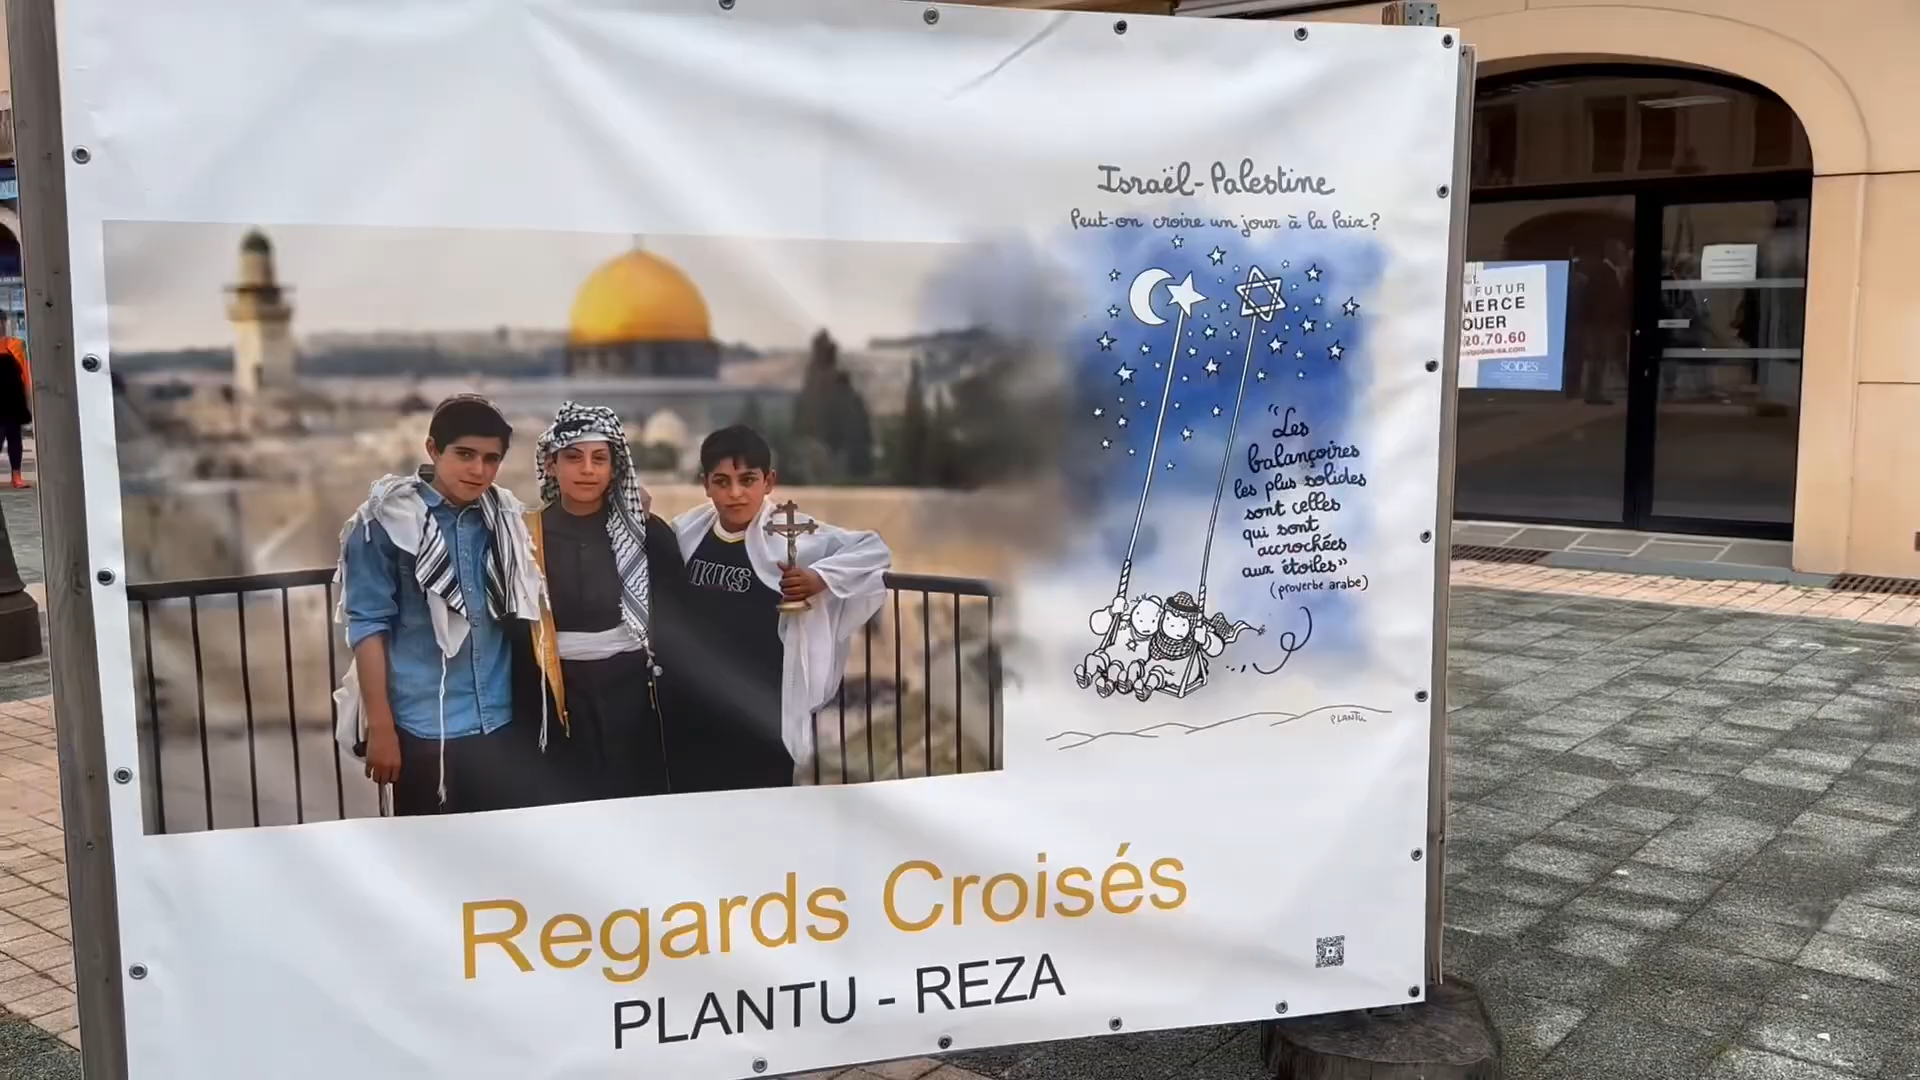 Israël-Palestine
Peut-on croire un jour à la Paix?
"Les
balançoires
les plus solides
sont celles
qui sont
accrochées
aux étoiles"
(proverbe arabe)
PLANTU
IKKS
Regards Croisés
PLANTU - REZA
FUTUR
MERCE
OUER
20.70.60
SODES